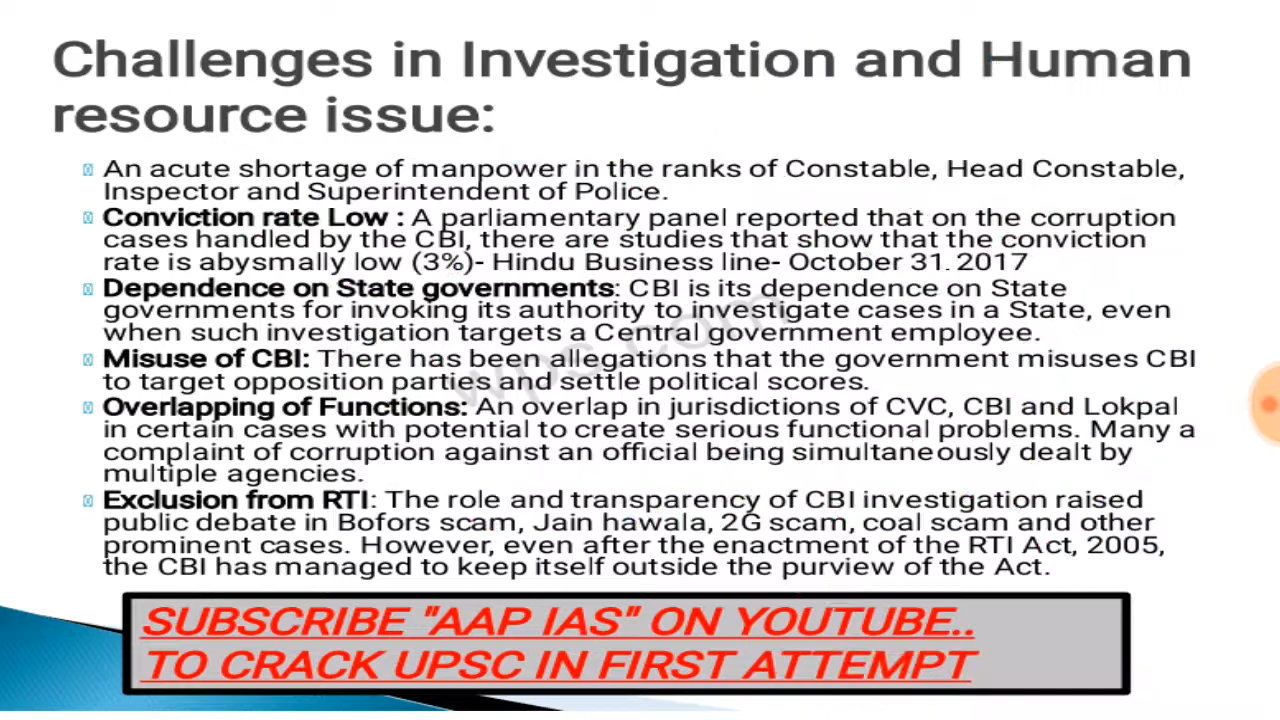 Challenges in Investigation and Human
resource issue:
An acute shortage of manpower in the ranks of Constable, Head Constable,
Inspector and Superintendent of Police.
Conviction rate Low : A parliamentary panel reported that on the corruption
cases handled by the CBI, there are studies that show that the conviction
rate is abysmally low (3%)- Hindu Business line- October 31. 2017
Dependence on State governments: CBI is its dependence on State
governments for invoking its authority to investigate cases in a State, even
when such investigation targets a Central government employee.
Misuse of CBI: There has been allegations that the government misuses CBI
to target opposition parties and settle political scores.
Overlapping of Functions: An overlap in jurisdictions of CVC, CBI and Lokpal
in certain cases with potential to create serious functional problems. Many a
complaint of corruption against an official being simultaneously dealt by
multiple agencies.
Exclusion from RTI: The role and transparency of CBI investigation raised
public debate in Bofors scam, Jain hawala, 2G scam, coal scam and other
prominent cases. However, even after the enactment of the RTI Act, 2005,
the CBI has managed to keep itself outside the purview of the Act.
wps.com
SUBSCRIBE "AAP IAS" ON YOUTUBE..
TO CRACK UPSC IN FIRST ATTEMPT